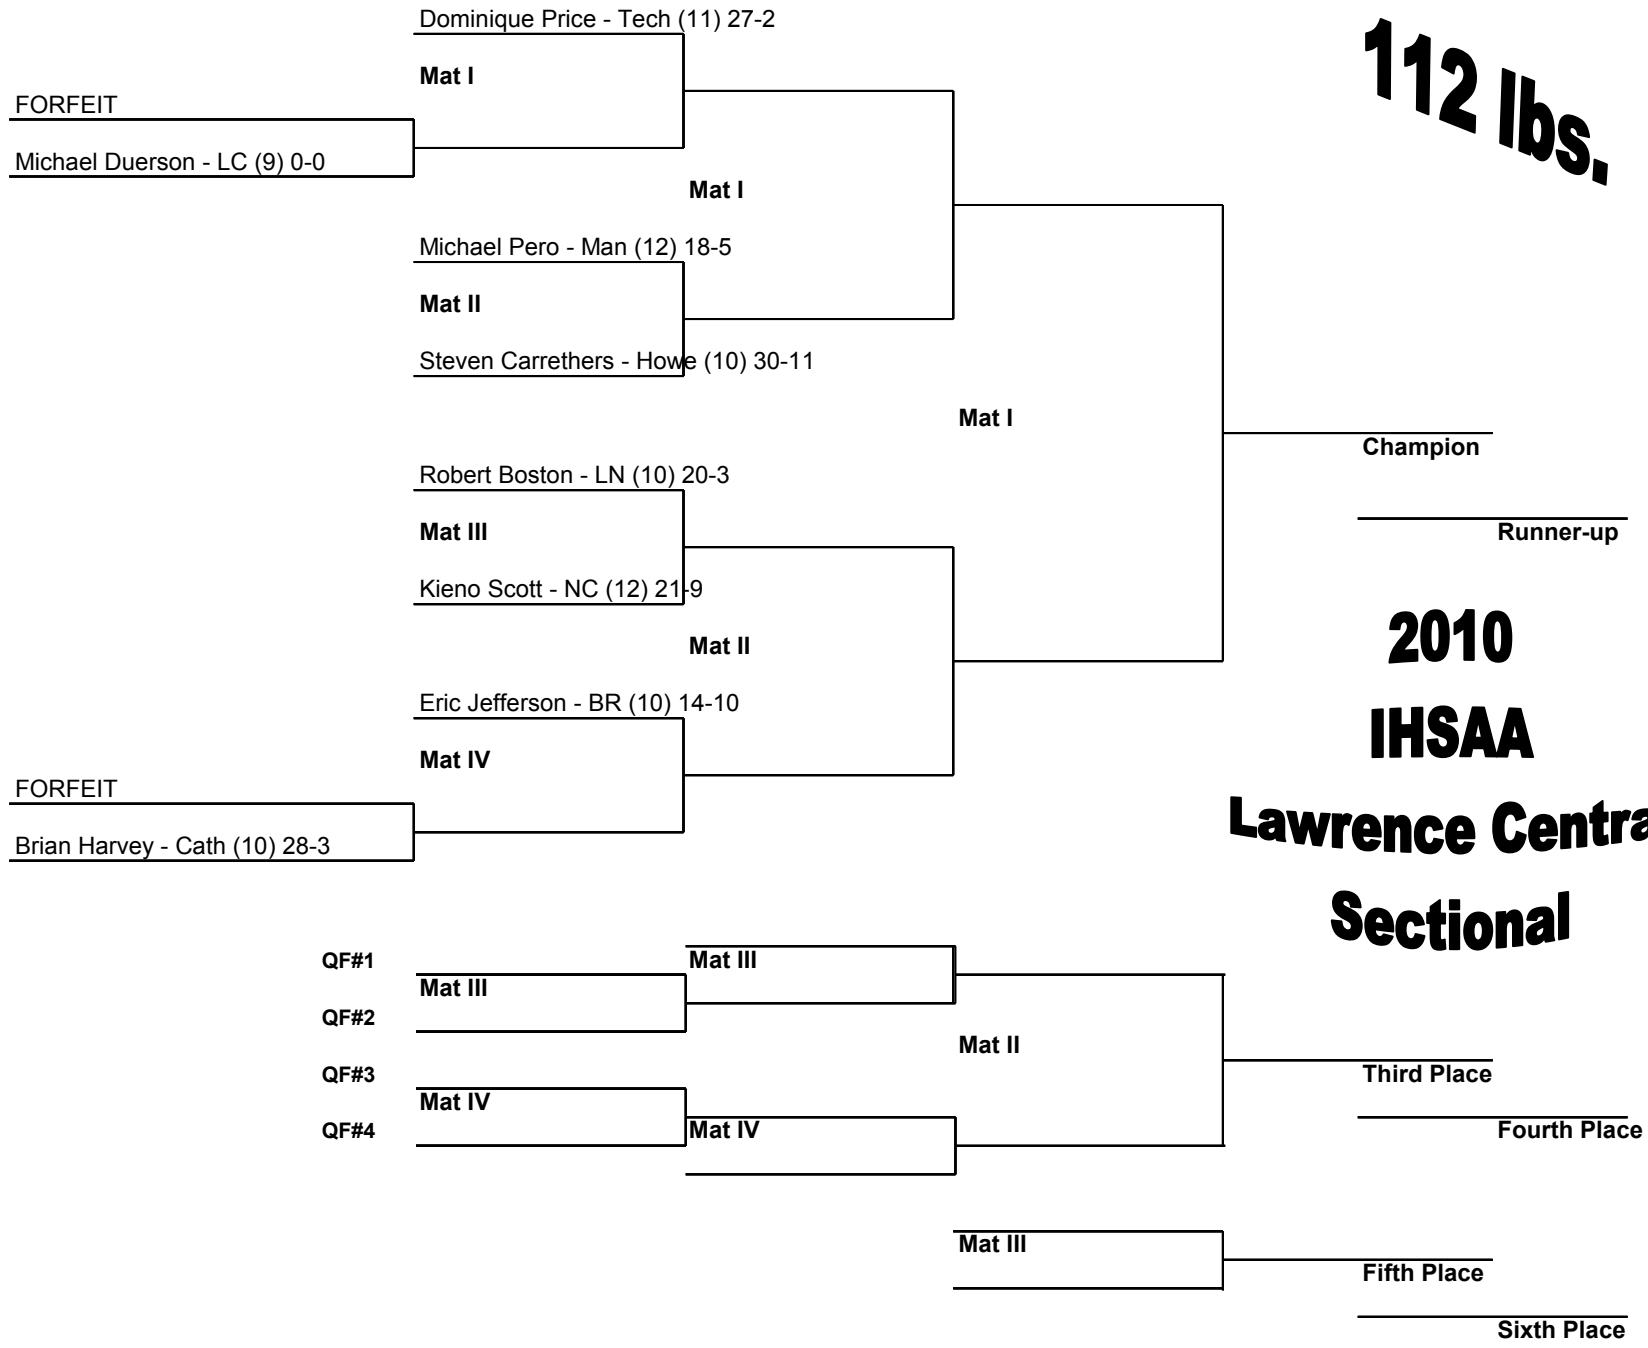 Dominique Price - Tech (11) 27-2
112 lbs.
Mat I
FORFEIT
Michael Duerson - LC (9) 0-0
Mat I
Michael Pero - Man (12) 18-5
Mat II
Steven Carrethers - Howe (10) 30-11
Mat I
Champion
Robert Boston - LN (10) 20-3
Mat III
Runner-up
Kieno Scott - NC (12) 21-9
2010
Mat II
Eric Jefferson - BR (10) 14-10
IHSAA
Mat IV
FORFEIT
Lawrence Centra
Brian Harvey - Cath (10) 28-3
Sectional
QF#1
Mat III
Mat III
QF#2
Mat II
QF#3
Third Place
Mat IV
QF#4
Mat IV
Fourth Place
Mat III
Fifth Place
Sixth Place